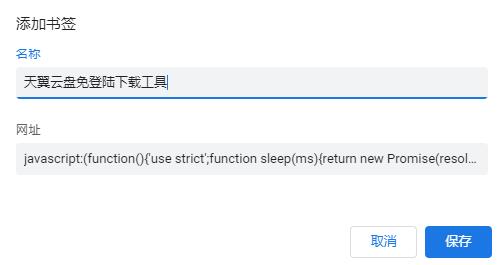 添加书签
名称
天翼云盘免登陆下载工具
网址
javascript:(function(){'use strict';function sleep(ms){return new Promise(resol...
取消
保存